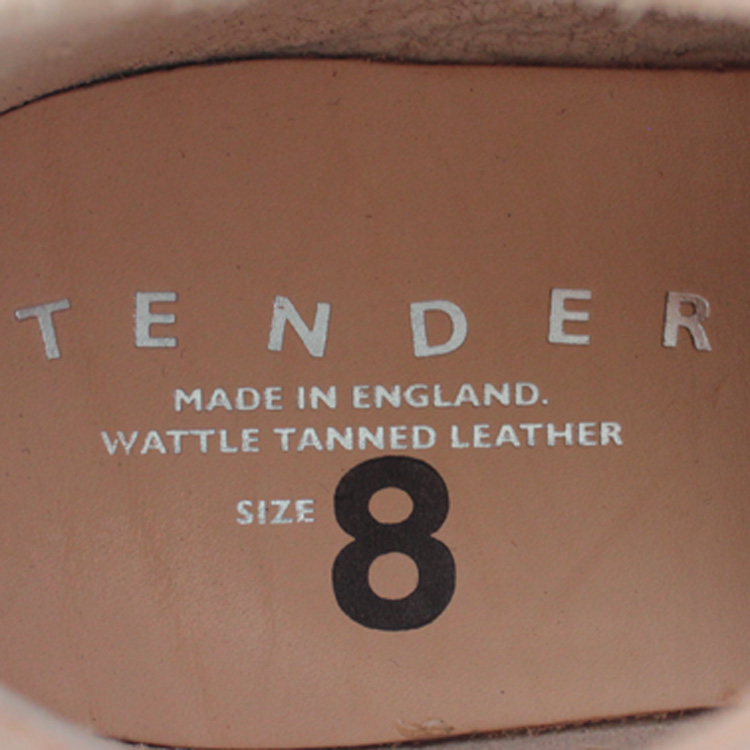 TENDER
MADE IN ENGLAND.
WATTLE TANNED LEATHER
SIZE 8